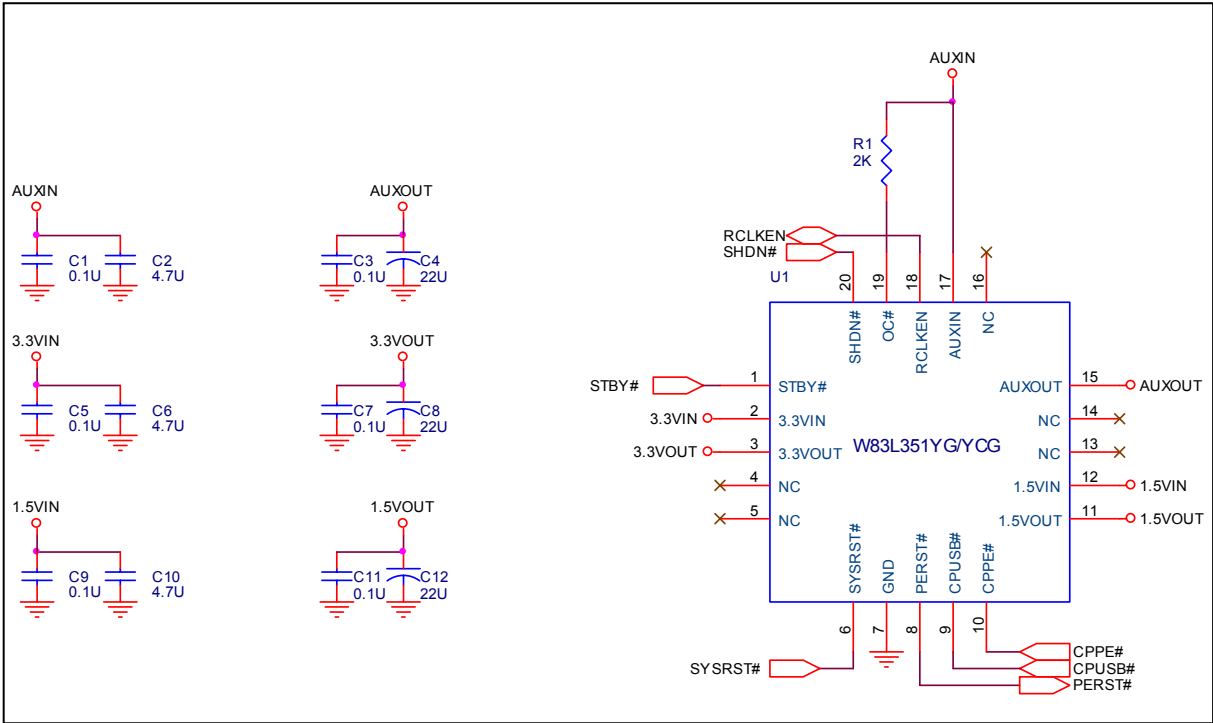 AUXIN
R1
2K
AUXIN
AUXOUT
C1
0.1U
C2
4.7U
C3
0.1U
C4
22U
RCLKEN
SHDN#
U1
20
19
18
17
16
SHDN#
OC#
RCLKEN
AUXIN
NC
3.3VIN
3.3VOUT
C5
0.1U
C6
4.7U
C7
0.1U
C8
22U
STBY#
1
STBY#
3.3VIN
2
3.3VIN
3.3VOUT
3
3.3VOUT
4
NC
5
NC
W83L351YG/YCG
AUXOUT
15
AUXOUT
NC
14
NC
13
1.5VIN
12
1.5VIN
1.5VOUT
11
1.5VOUT
1.5VIN
1.5VOUT
C9
0.1U
C10
4.7U
C11
0.1U
C12
22U
SYSRST#
GND
PERST#
CPUSB#
CPPE#
6
7
8
9
10
SYSRST#
CPPE#
CPUSB#
PERST#